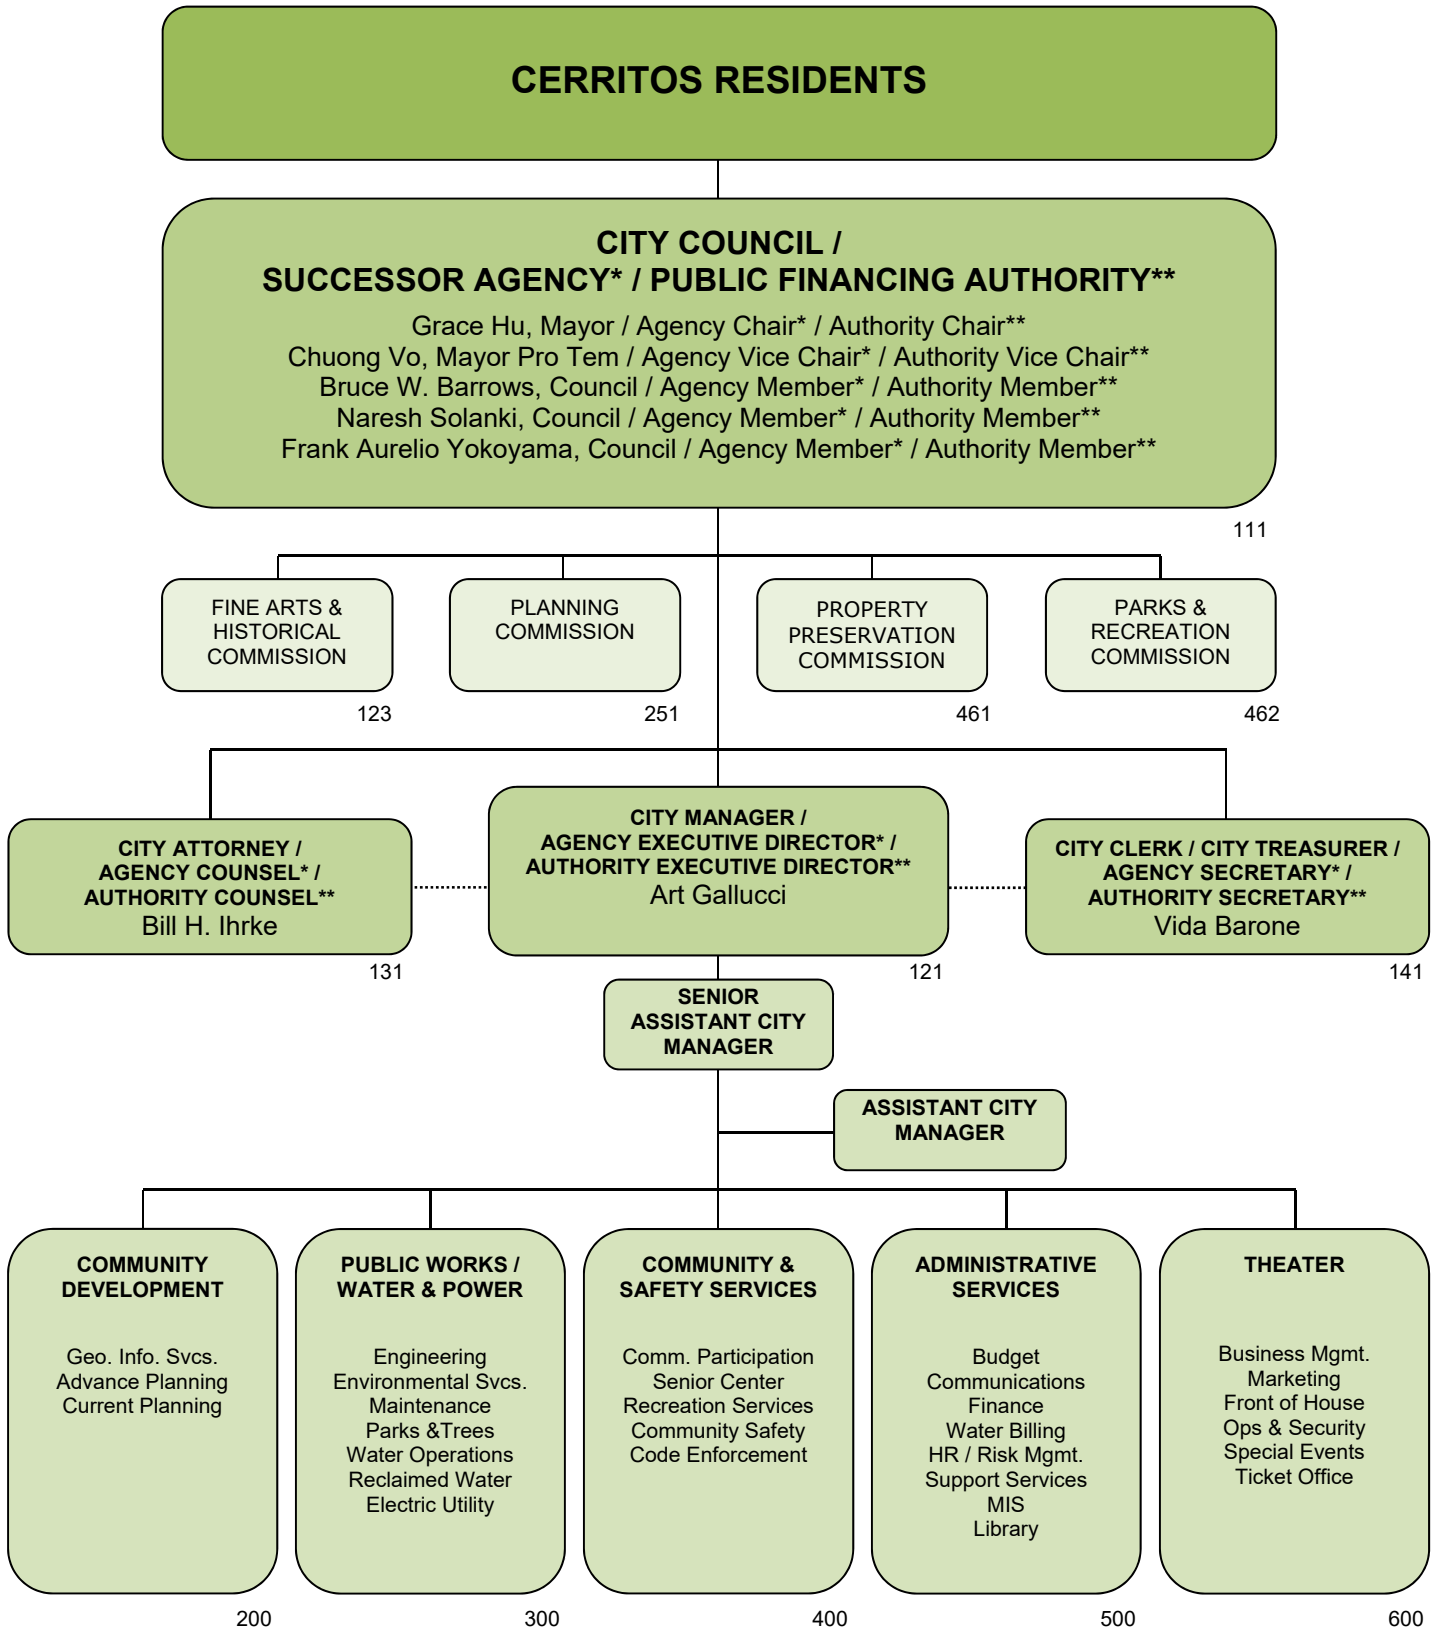 CERRITOS RESIDENTS
CITY COUNCIL /
SUCCESSOR AGENCY* / PUBLIC FINANCING AUTHORITY**
Grace Hu, Mayor / Agency Chair* / Authority Chair**
Chuong Vo, Mayor Pro Tem / Agency Vice Chair* / Authority Vice Chair**
Bruce W. Barrows, Council / Agency Member* / Authority Member**
Naresh Solanki, Council / Agency Member* / Authority Member**
Frank Aurelio Yokoyama, Council / Agency Member* / Authority Member**
111
FINE ARTS &
HISTORICAL
COMMISSION
123
PLANNING
COMMISSION
251
PROPERTY
PRESERVATION
COMMISSION
461
PARKS &
RECREATION
COMMISSION
462
CITY ATTORNEY /
AGENCY COUNSEL* /
AUTHORITY COUNSEL**
Bill H. Ihrke
131
CITY MANAGER /
AGENCY EXECUTIVE DIRECTOR* /
AUTHORITY EXECUTIVE DIRECTOR**
Art Gallucci
121
CITY CLERK / CITY TREASURER /
AGENCY SECRETARY* /
AUTHORITY SECRETARY**
Vida Barone
141
SENIOR
ASSISTANT CITY
MANAGER
ASSISTANT CITY
MANAGER
COMMUNITY
DEVELOPMENT
Geo. Info. Svcs.
Advance Planning
Current Planning
200
PUBLIC WORKS /
WATER & POWER
Engineering
Environmental Svcs.
Maintenance
Parks &Trees
Water Operations
Reclaimed Water
Electric Utility
300
COMMUNITY &
SAFETY SERVICES
Comm. Participation
Senior Center
Recreation Services
Community Safety
Code Enforcement
400
ADMINISTRATIVE
SERVICES
Budget
Communications
Finance
Water Billing
HR / Risk Mgmt.
Support Services
MIS
Library
500
THEATER
Business Mgmt.
Marketing
Front of House
Ops & Security
Special Events
Ticket Office
600